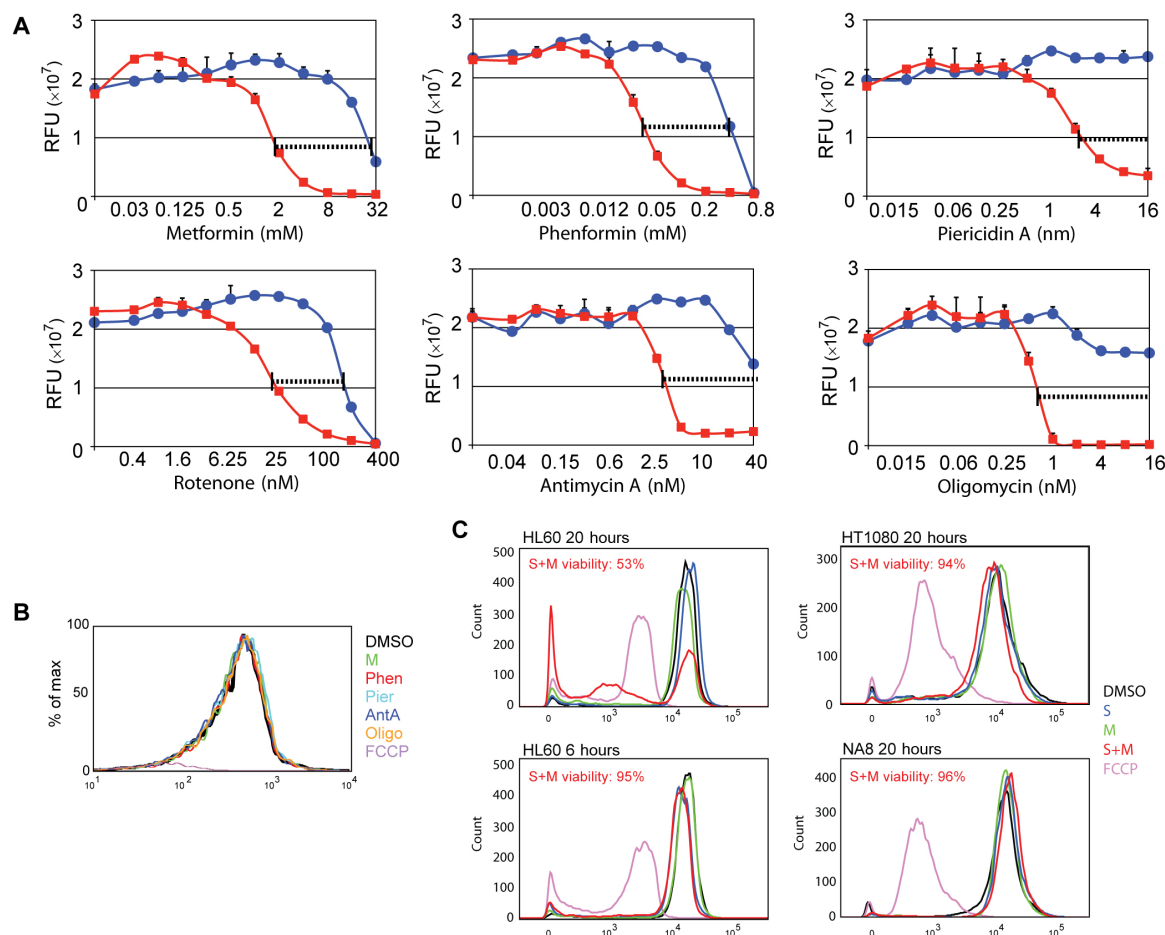 A
RFU (×10⁷)
3
2
1
0
0.03 0.125 0.5 2 8 32
Metformin (mM)
RFU (×10⁷)
3
2
1
0
0.003 0.012 0.05 0.2 0.8
Phenformin (mM)
RFU (×10⁷)
3
2
1
0
0.015 0.06 0.25 1 4 16
Piericidin A (nm)
RFU (×10⁷)
3
2
1
0
0.4 1.6 6.25 25 100 400
Rotenone (nM)
RFU (×10⁷)
3
2
1
0
0.04 0.15 0.6 2.5 10 40
Antimycin A (nM)
RFU (×10⁷)
3
2
1
0
0.015 0.06 0.25 1 4 16
Oligomycin (nM)
B
% of max
100
50
0
10¹ 10² 10³ 10⁴
DMSO
M
Phen
Pier
AntA
Oligo
FCCP
C
HL60 20 hours
S+M viability: 53%
Count
500
400
300
200
100
0
0 10³ 10⁴ 10⁵
HT1080 20 hours
S+M viability: 94%
Count
300
200
100
0
0 10³ 10⁴ 10⁵
HL60 6 hours
S+M viability: 95%
Count
500
400
300
200
100
0
0 10³ 10⁴ 10⁵
NA8 20 hours
S+M viability: 96%
Count
400
300
200
100
0
0 10³ 10⁴ 10⁵
DMSO
S
M
S+M
FCCP